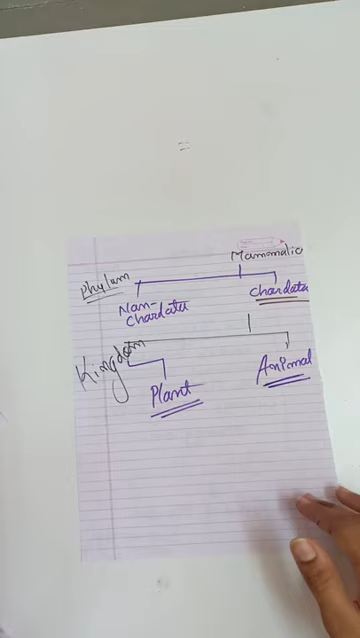 Mammalia
Phylum
Non-
Chordata
Chordata
Kingdom
Plant
Animal